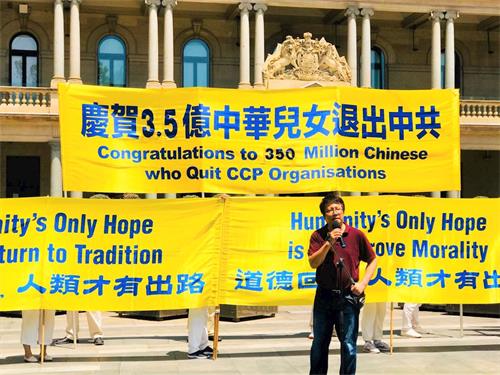 慶賀3.5億中華兒女退出中共
Congratulations to 350 Million Chinese
who Quit CCP Organisations
nity's Only Hope
turn to Tradition
人類才有出路
Humanity's Only Hope
is ove Morality
道德回 人類才有出